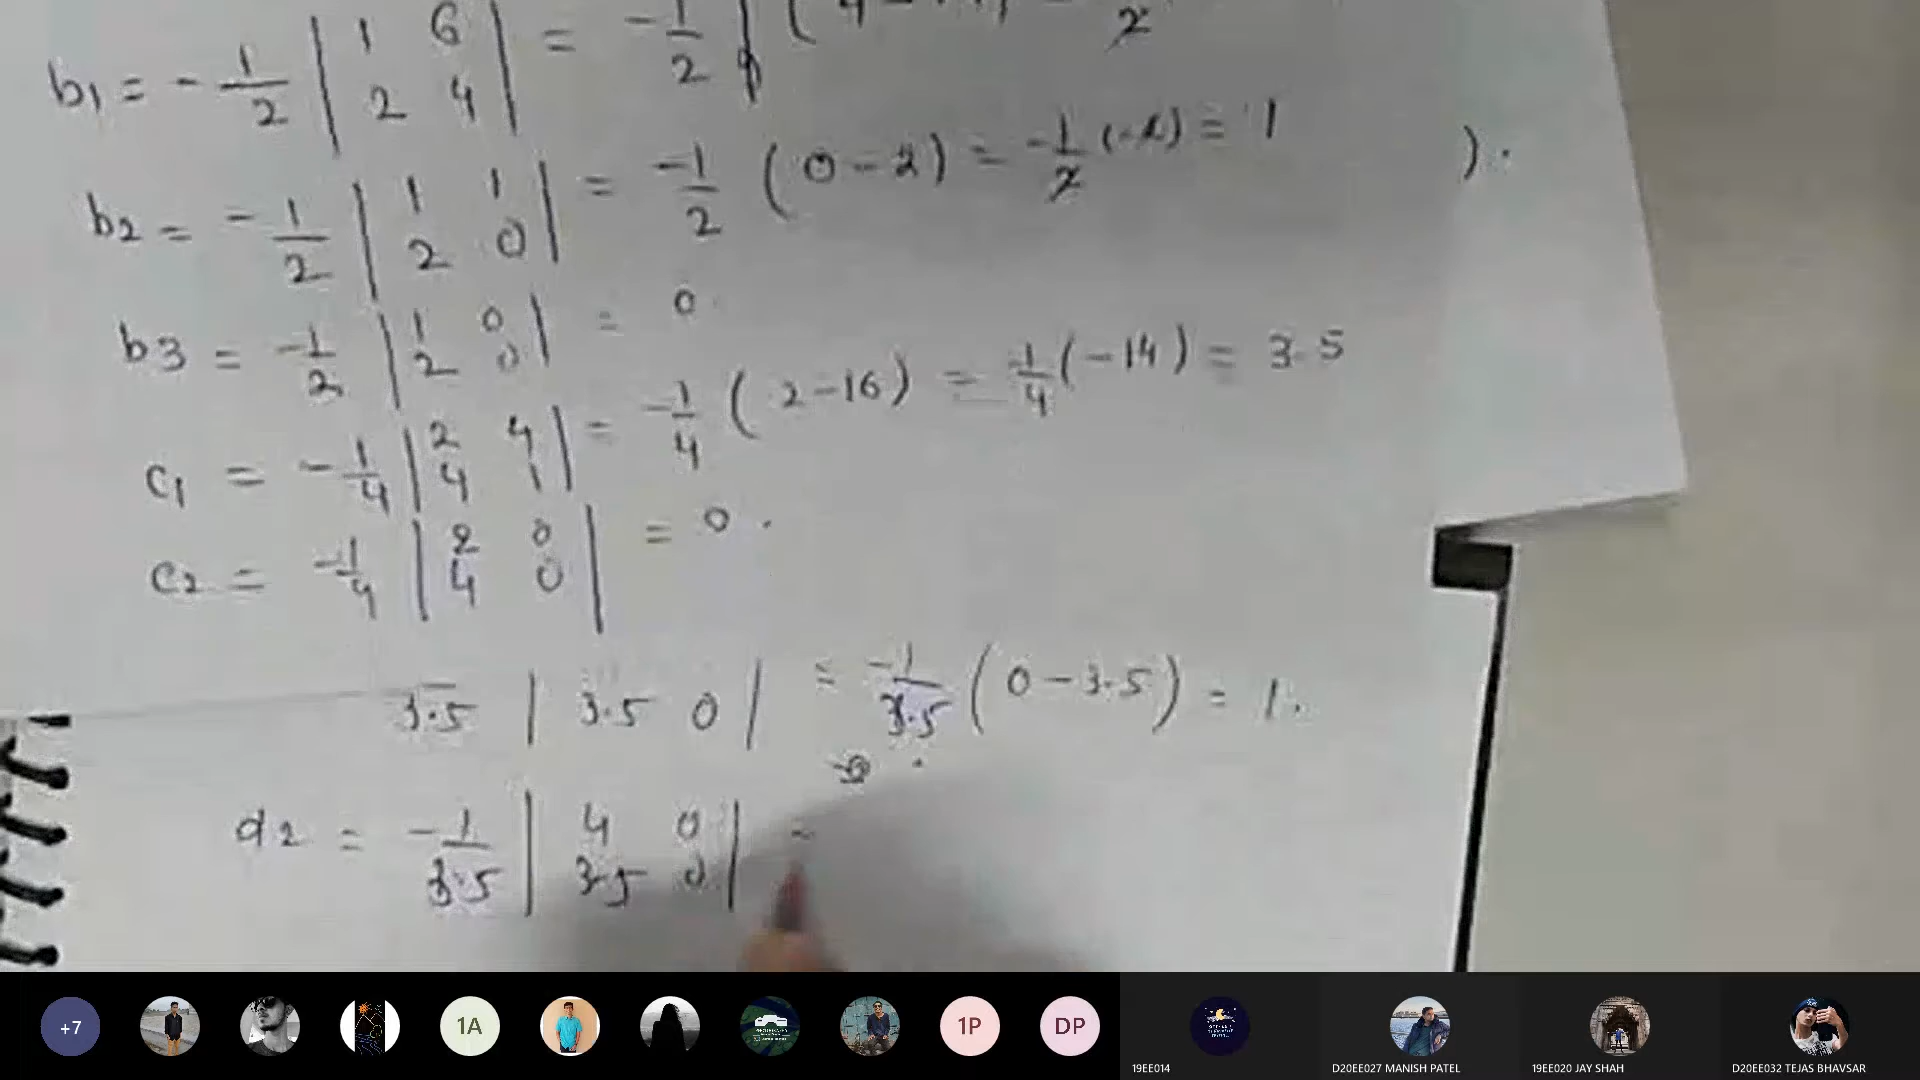 b1 = - 1/2 | 1 6 | = - 1/2
2 4
b2 = - 1/2 | 1 1 | = -1/2 ( 0 - 2 ) = -1/2 (-2) = 1
2 0
).
b3 = -1/2 | 1 0 | = 0.
2 0
c1 = - 1/4 | 2 4 | = -1/4 ( 2-16 ) = 1/4 (-14) = 3.5
4 1
c2 = -1/4 | 2 0 | = 0.
4 0
3.5 | 3.5 0 | = -1/3.5 ( 0 - 3.5 ) = 1.
d2 = -1/3.5 | 4 0 | =
3.5 0
+7
1A
1P
DP
19EE014
D20EE027 MANISH PATEL
19EE020 JAY SHAH
D20EE032 TEJAS BHAVSAR